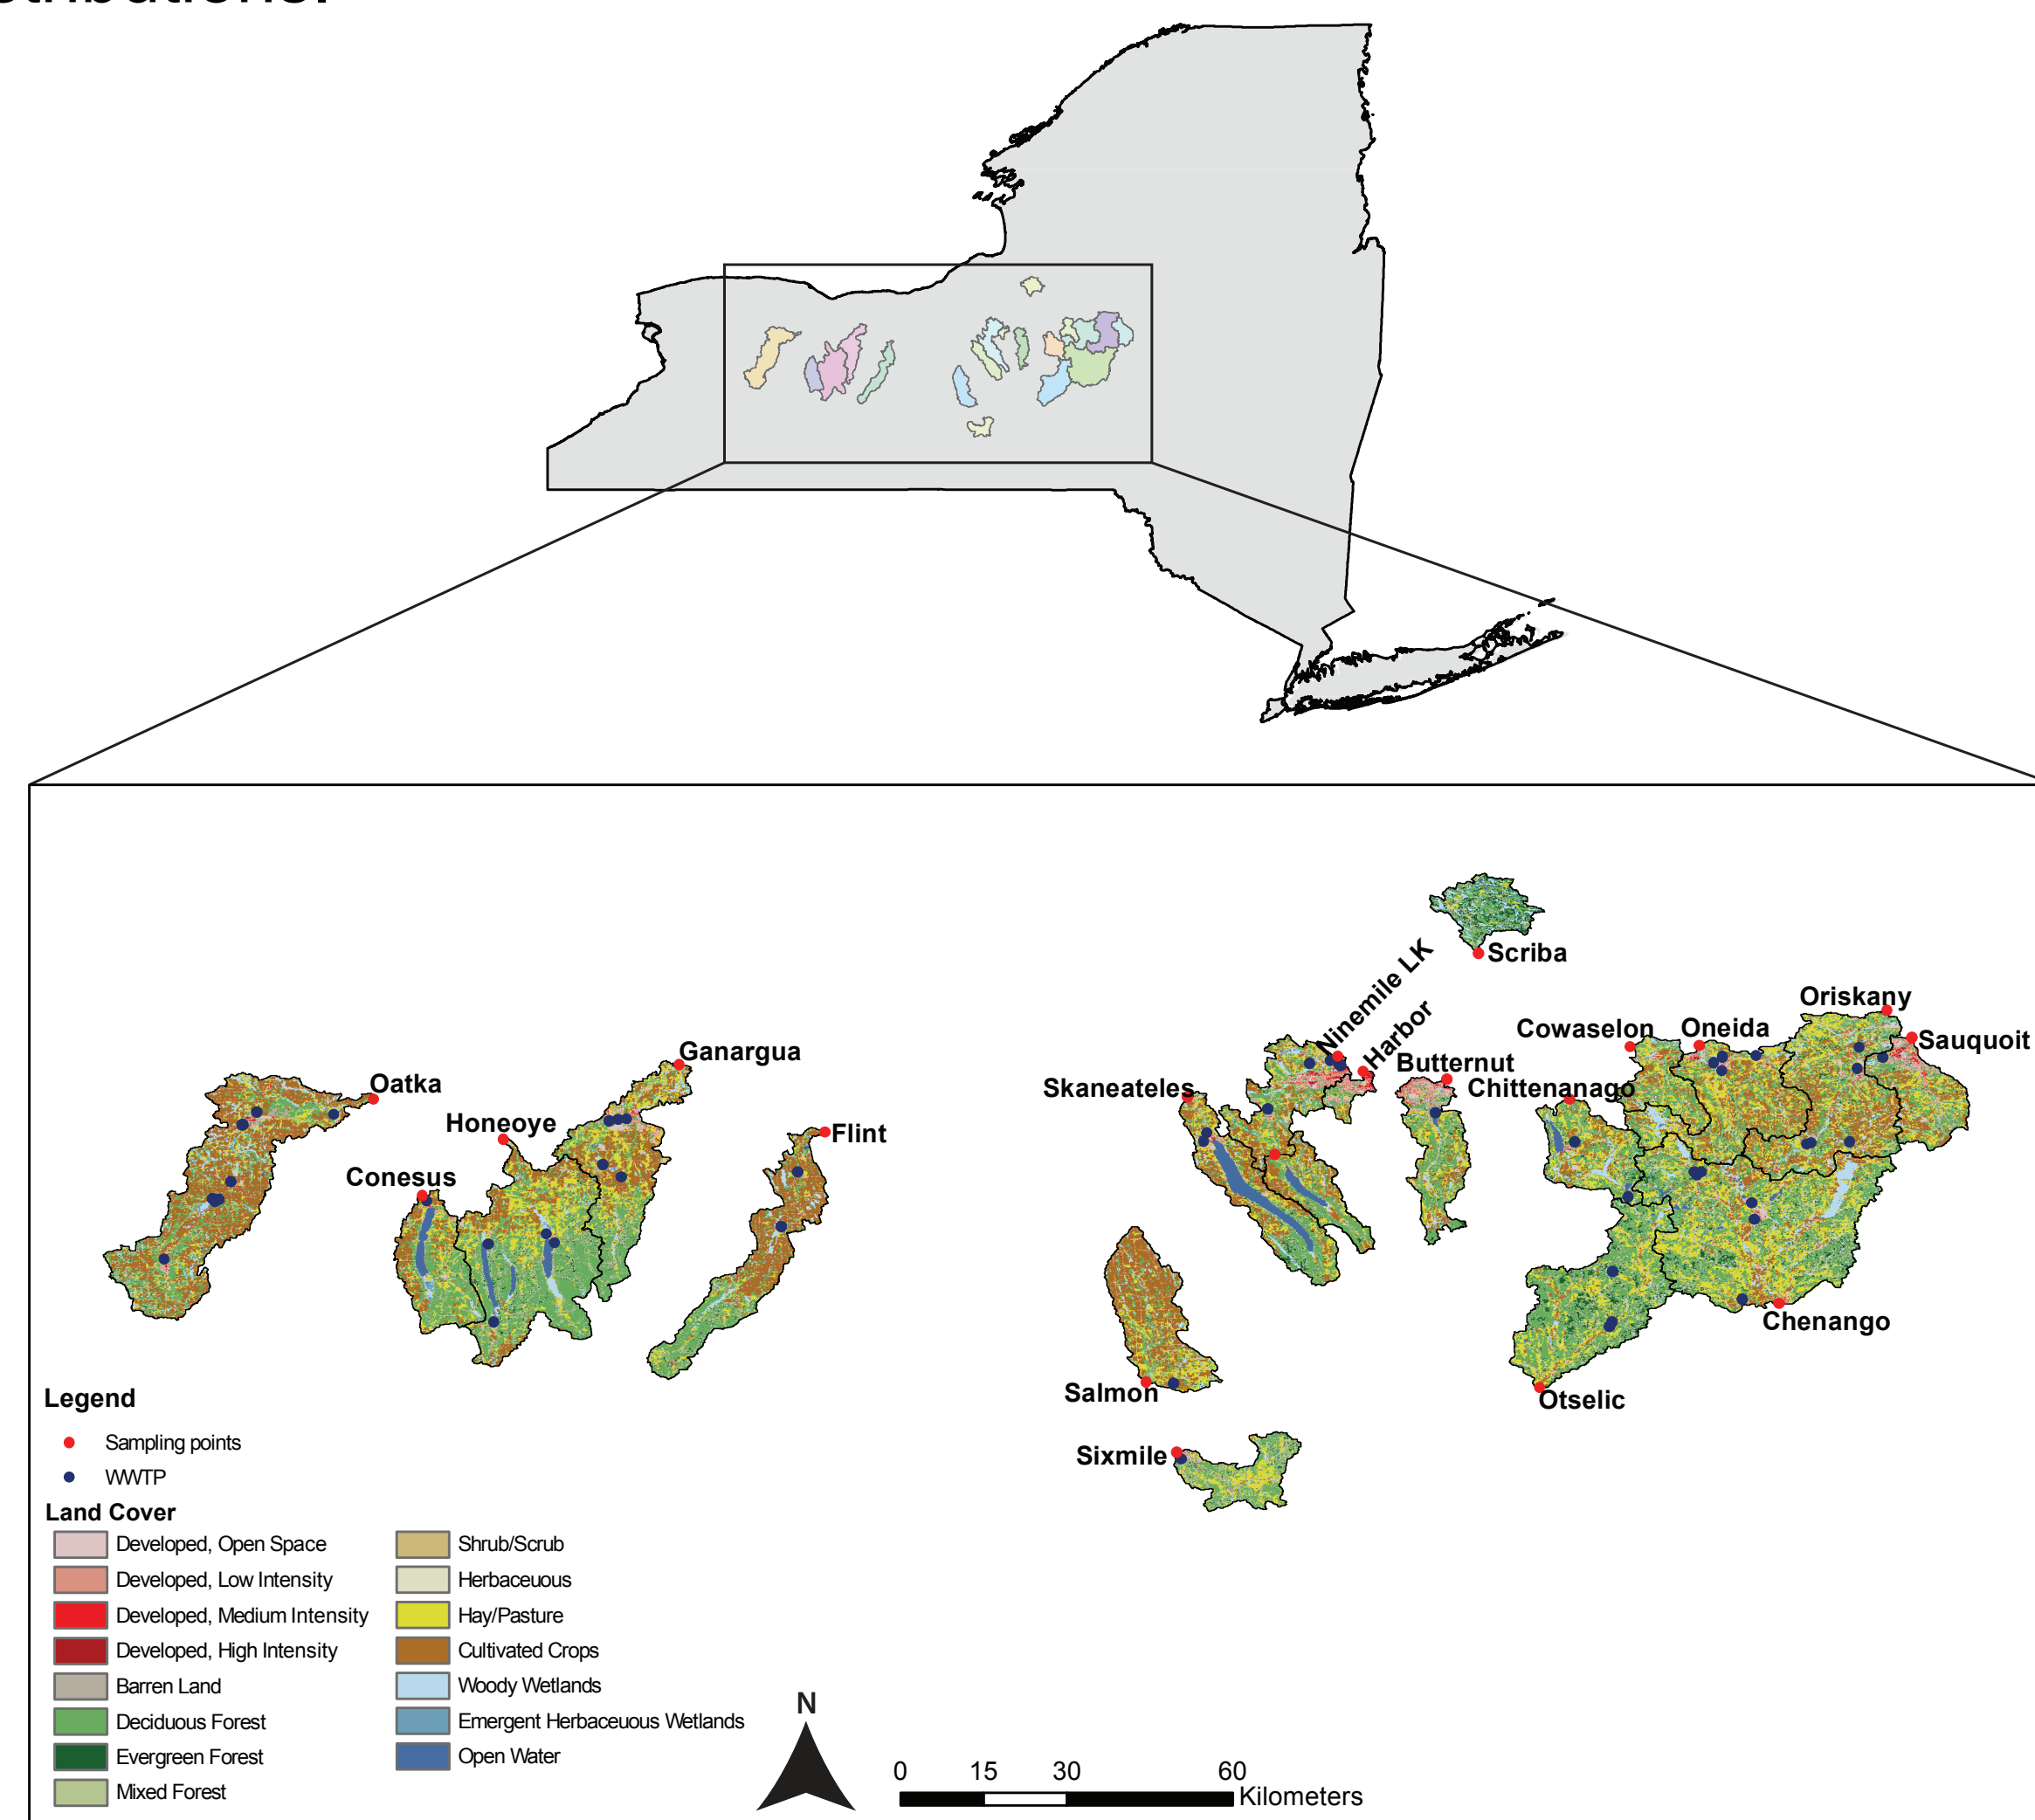 Scriba
Ninemile LK
Harbor
Oriskany
Cowaselon
Oneida
Sauquoit
Ganargua
Butternut
Oatka
Skaneateles
Chittenanago
Honeoye
Flint
Conesus
Chenango
Salmon
Otselic
Sixmile
Legend
Sampling points
WWTP
Land Cover
Developed, Open Space
Developed, Low Intensity
Developed, Medium Intensity
Developed, High Intensity
Barren Land
Deciduous Forest
Evergreen Forest
Mixed Forest
Shrub/Scrub
Herbaceuous
Hay/Pasture
Cultivated Crops
Woody Wetlands
Emergent Herbaceuous Wetlands
Open Water
N
0 15 30 60
Kilometers